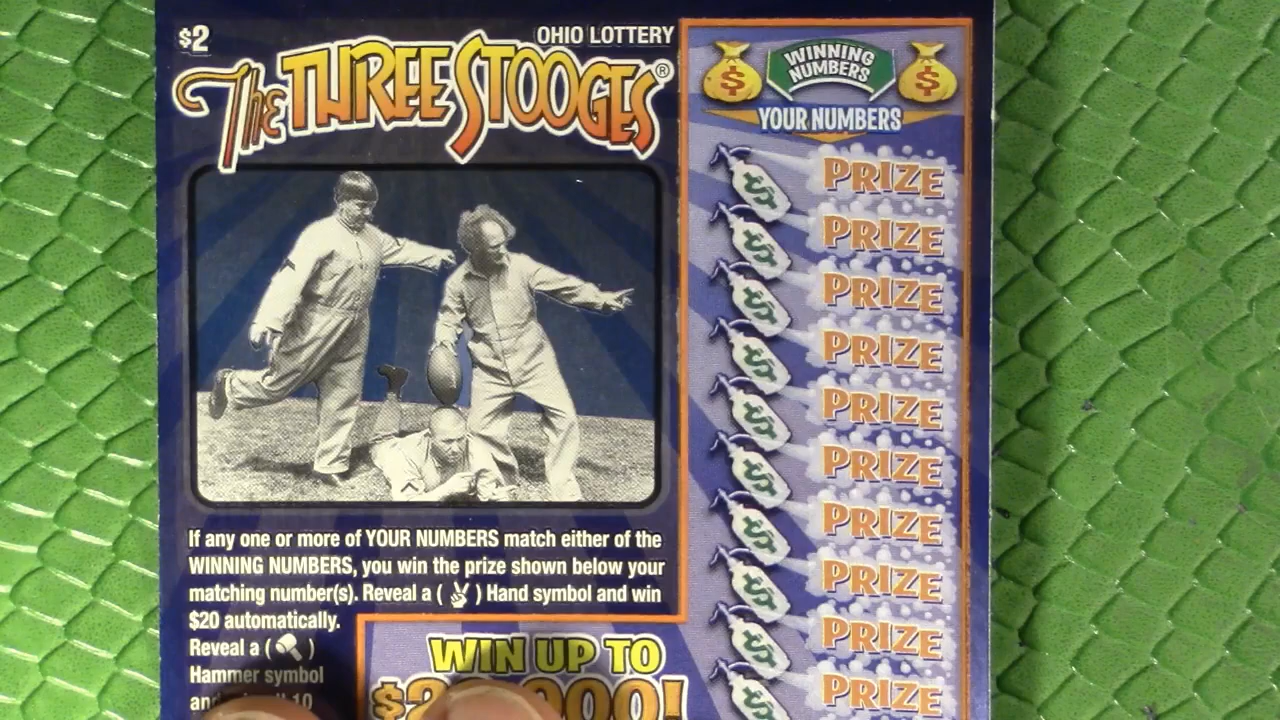 $2
OHIO LOTTERY
The THREE STOOGES®
If any one or more of YOUR NUMBERS match either of the
WINNING NUMBERS, you win the prize shown below your
matching number(s). Reveal a ( ) Hand symbol and win
$20 automatically.
Reveal a ( )
Hammer symbol
10
WIN UP TO
WINNING
NUMBERS
YOUR NUMBERS
PRIZE
PRIZE
PRIZE
PRIZE
PRIZE
PRIZE
PRIZE
PRIZE
PRIZE
PRIZE